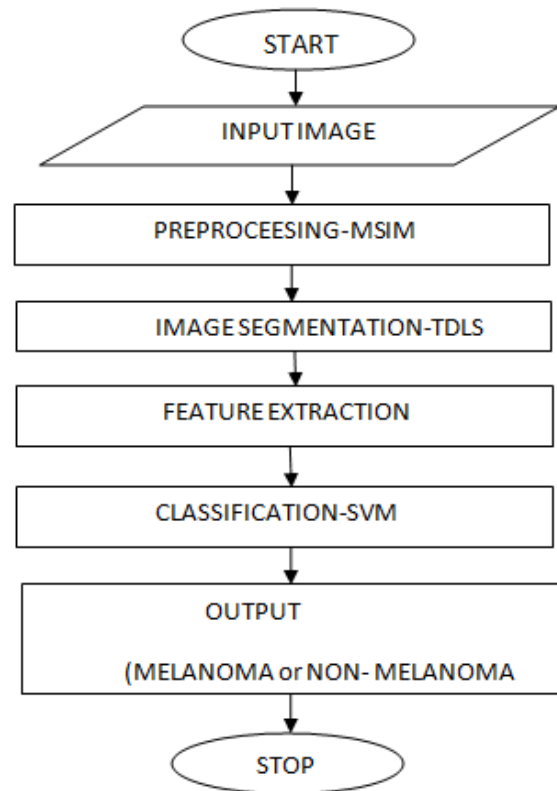 START
INPUT IMAGE
PREPROCEESING-MSIM
IMAGE SEGMENTATION-TDLS
FEATURE EXTRACTION
CLASSIFICATION-SVM
OUTPUT
(MELANOMA or NON- MELANOMA
STOP